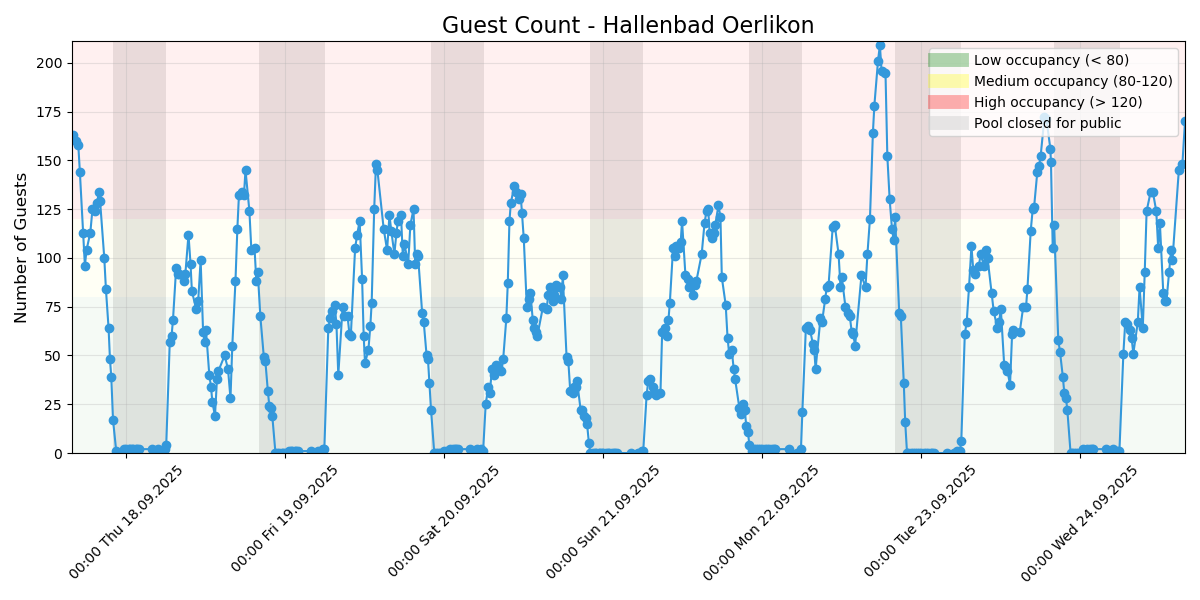 Guest Count - Hallenbad Oerlikon
Number of Guests
200
175
150
125
100
75
50
25
0
Low occupancy (< 80)
Medium occupancy (80-120)
High occupancy (> 120)
Pool closed for public
00:00 Thu 18.09.2025
00:00 Fri 19.09.2025
00:00 Sat 20.09.2025
00:00 Sun 21.09.2025
00:00 Mon 22.09.2025
00:00 Tue 23.09.2025
00:00 Wed 24.09.2025